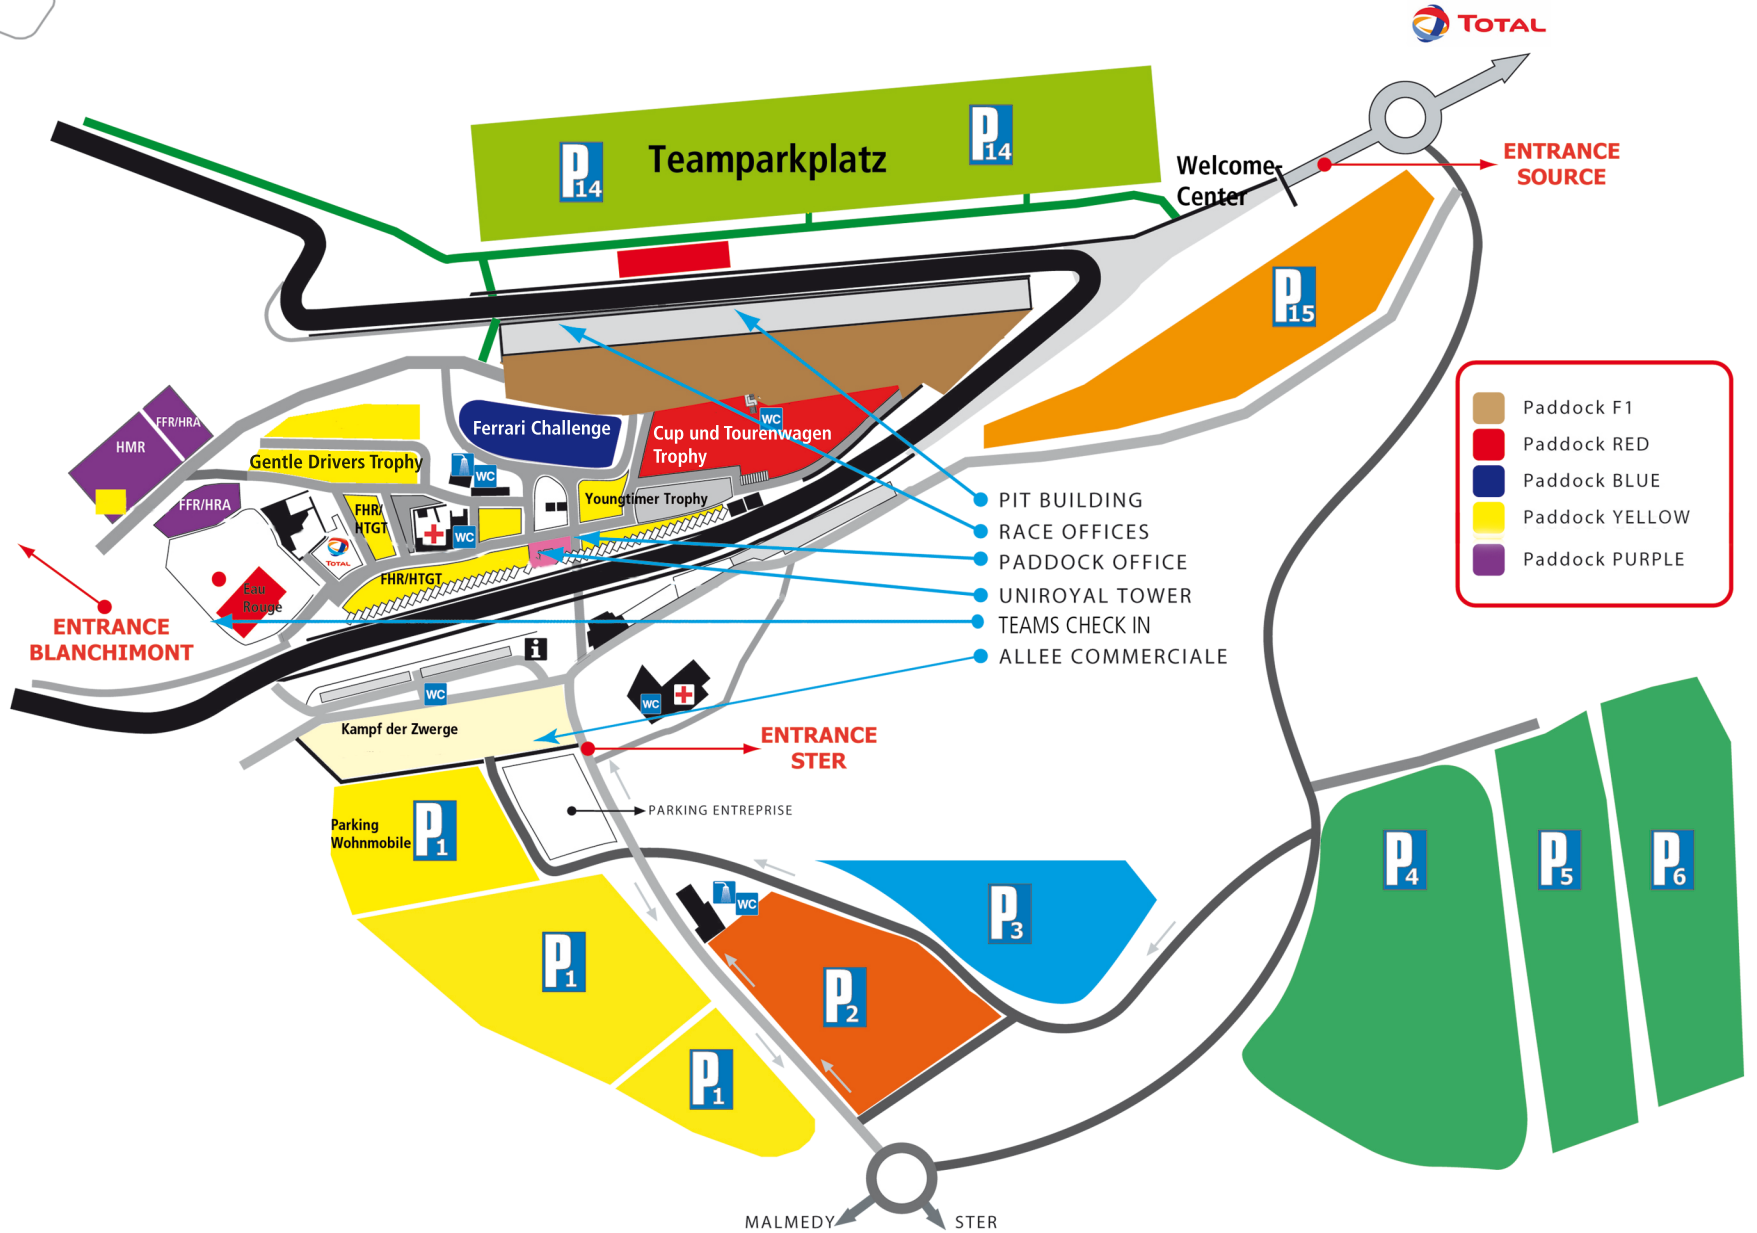 TOTAL
P14
P14
Teamparkplatz
Welcome-
Center
ENTRANCE
SOURCE
P15
Paddock F1
Paddock RED
Paddock BLUE
Paddock YELLOW
Paddock PURPLE
FFR/HRA
HMR
FFR/HRA
Ferrari Challenge
Gentle Drivers Trophy
WC
WC
Cup und Tourenwagen
Trophy
Youngtimer Trophy
FHR/
HTGT
WC
TOTAL
FHR/HTGT
Eau
Rouge
ENTRANCE
BLANCHIMONT
PIT BUILDING
RACE OFFICES
PADDOCK OFFICE
UNIROYAL TOWER
TEAMS CHECK IN
ALLEE COMMERCIALE
i
WC
WC
Kampf der Zwerge
ENTRANCE
STER
PARKING ENTREPRISE
Parking
Wohnmobile
P1
P1
P1
WC
P2
P3
P4
P5
P6
MALMEDY
STER